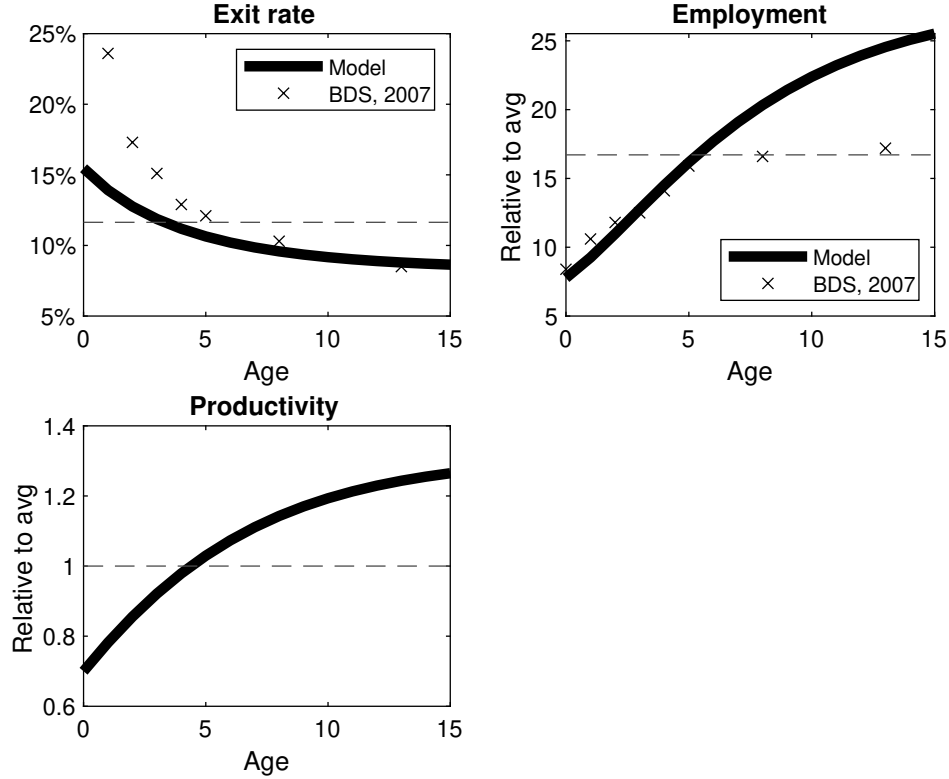 Exit rate
25%
20%
15%
10%
5%
0
5
10
15
Age
Model
BDS, 2007
Employment
Relative to avg
25
20
15
10
5
0
5
10
15
Age
Model
BDS, 2007
Productivity
Relative to avg
1.4
1.2
1
0.8
0.6
0
5
10
15
Age